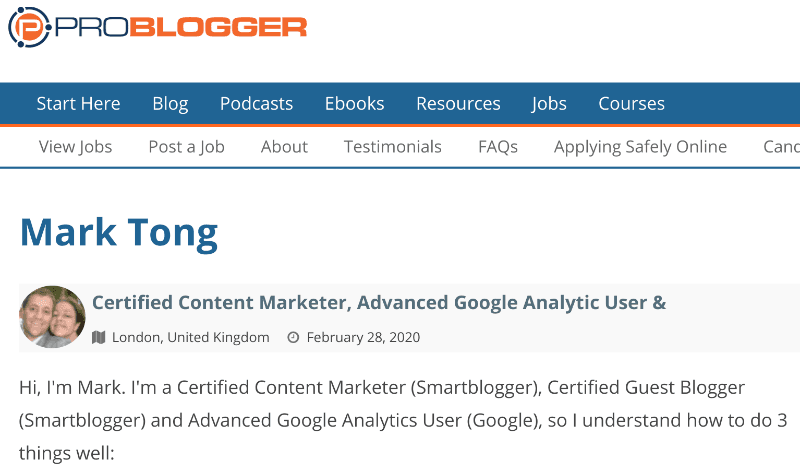 PROBLOGGER
Start Here Blog Podcasts Ebooks Resources Jobs Courses
View Jobs Post a Job About Testimonials FAQs Applying Safely Online Canc
Mark Tong
Certified Content Marketer, Advanced Google Analytic User &
London, United Kingdom February 28, 2020
Hi, I'm Mark. I'm a Certified Content Marketer (Smartblogger), Certified Guest Blogger
(Smartblogger) and Advanced Google Analytics User (Google), so I understand how to do 3
things well: